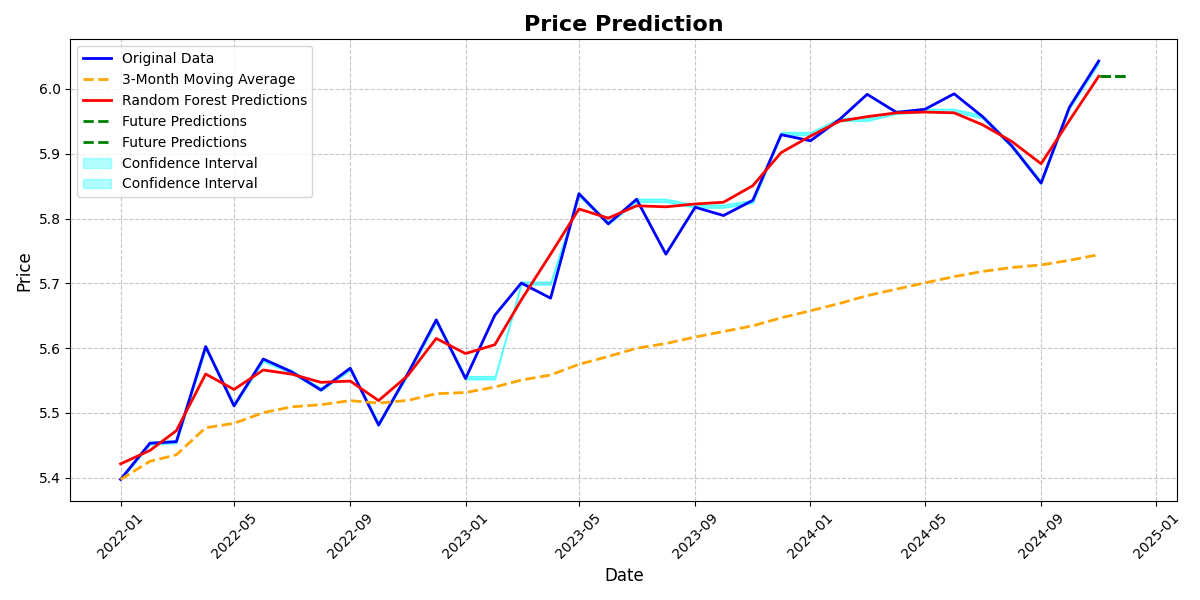 Price Prediction
Original Data
3-Month Moving Average
Random Forest Predictions
Future Predictions
Future Predictions
Confidence Interval
Confidence Interval
Price
6.0
5.9
5.8
5.7
5.6
5.5
5.4
2022-01
2022-05
2022-09
2023-01
2023-05
2023-09
2024-01
2024-05
2024-09
2025-01
Date